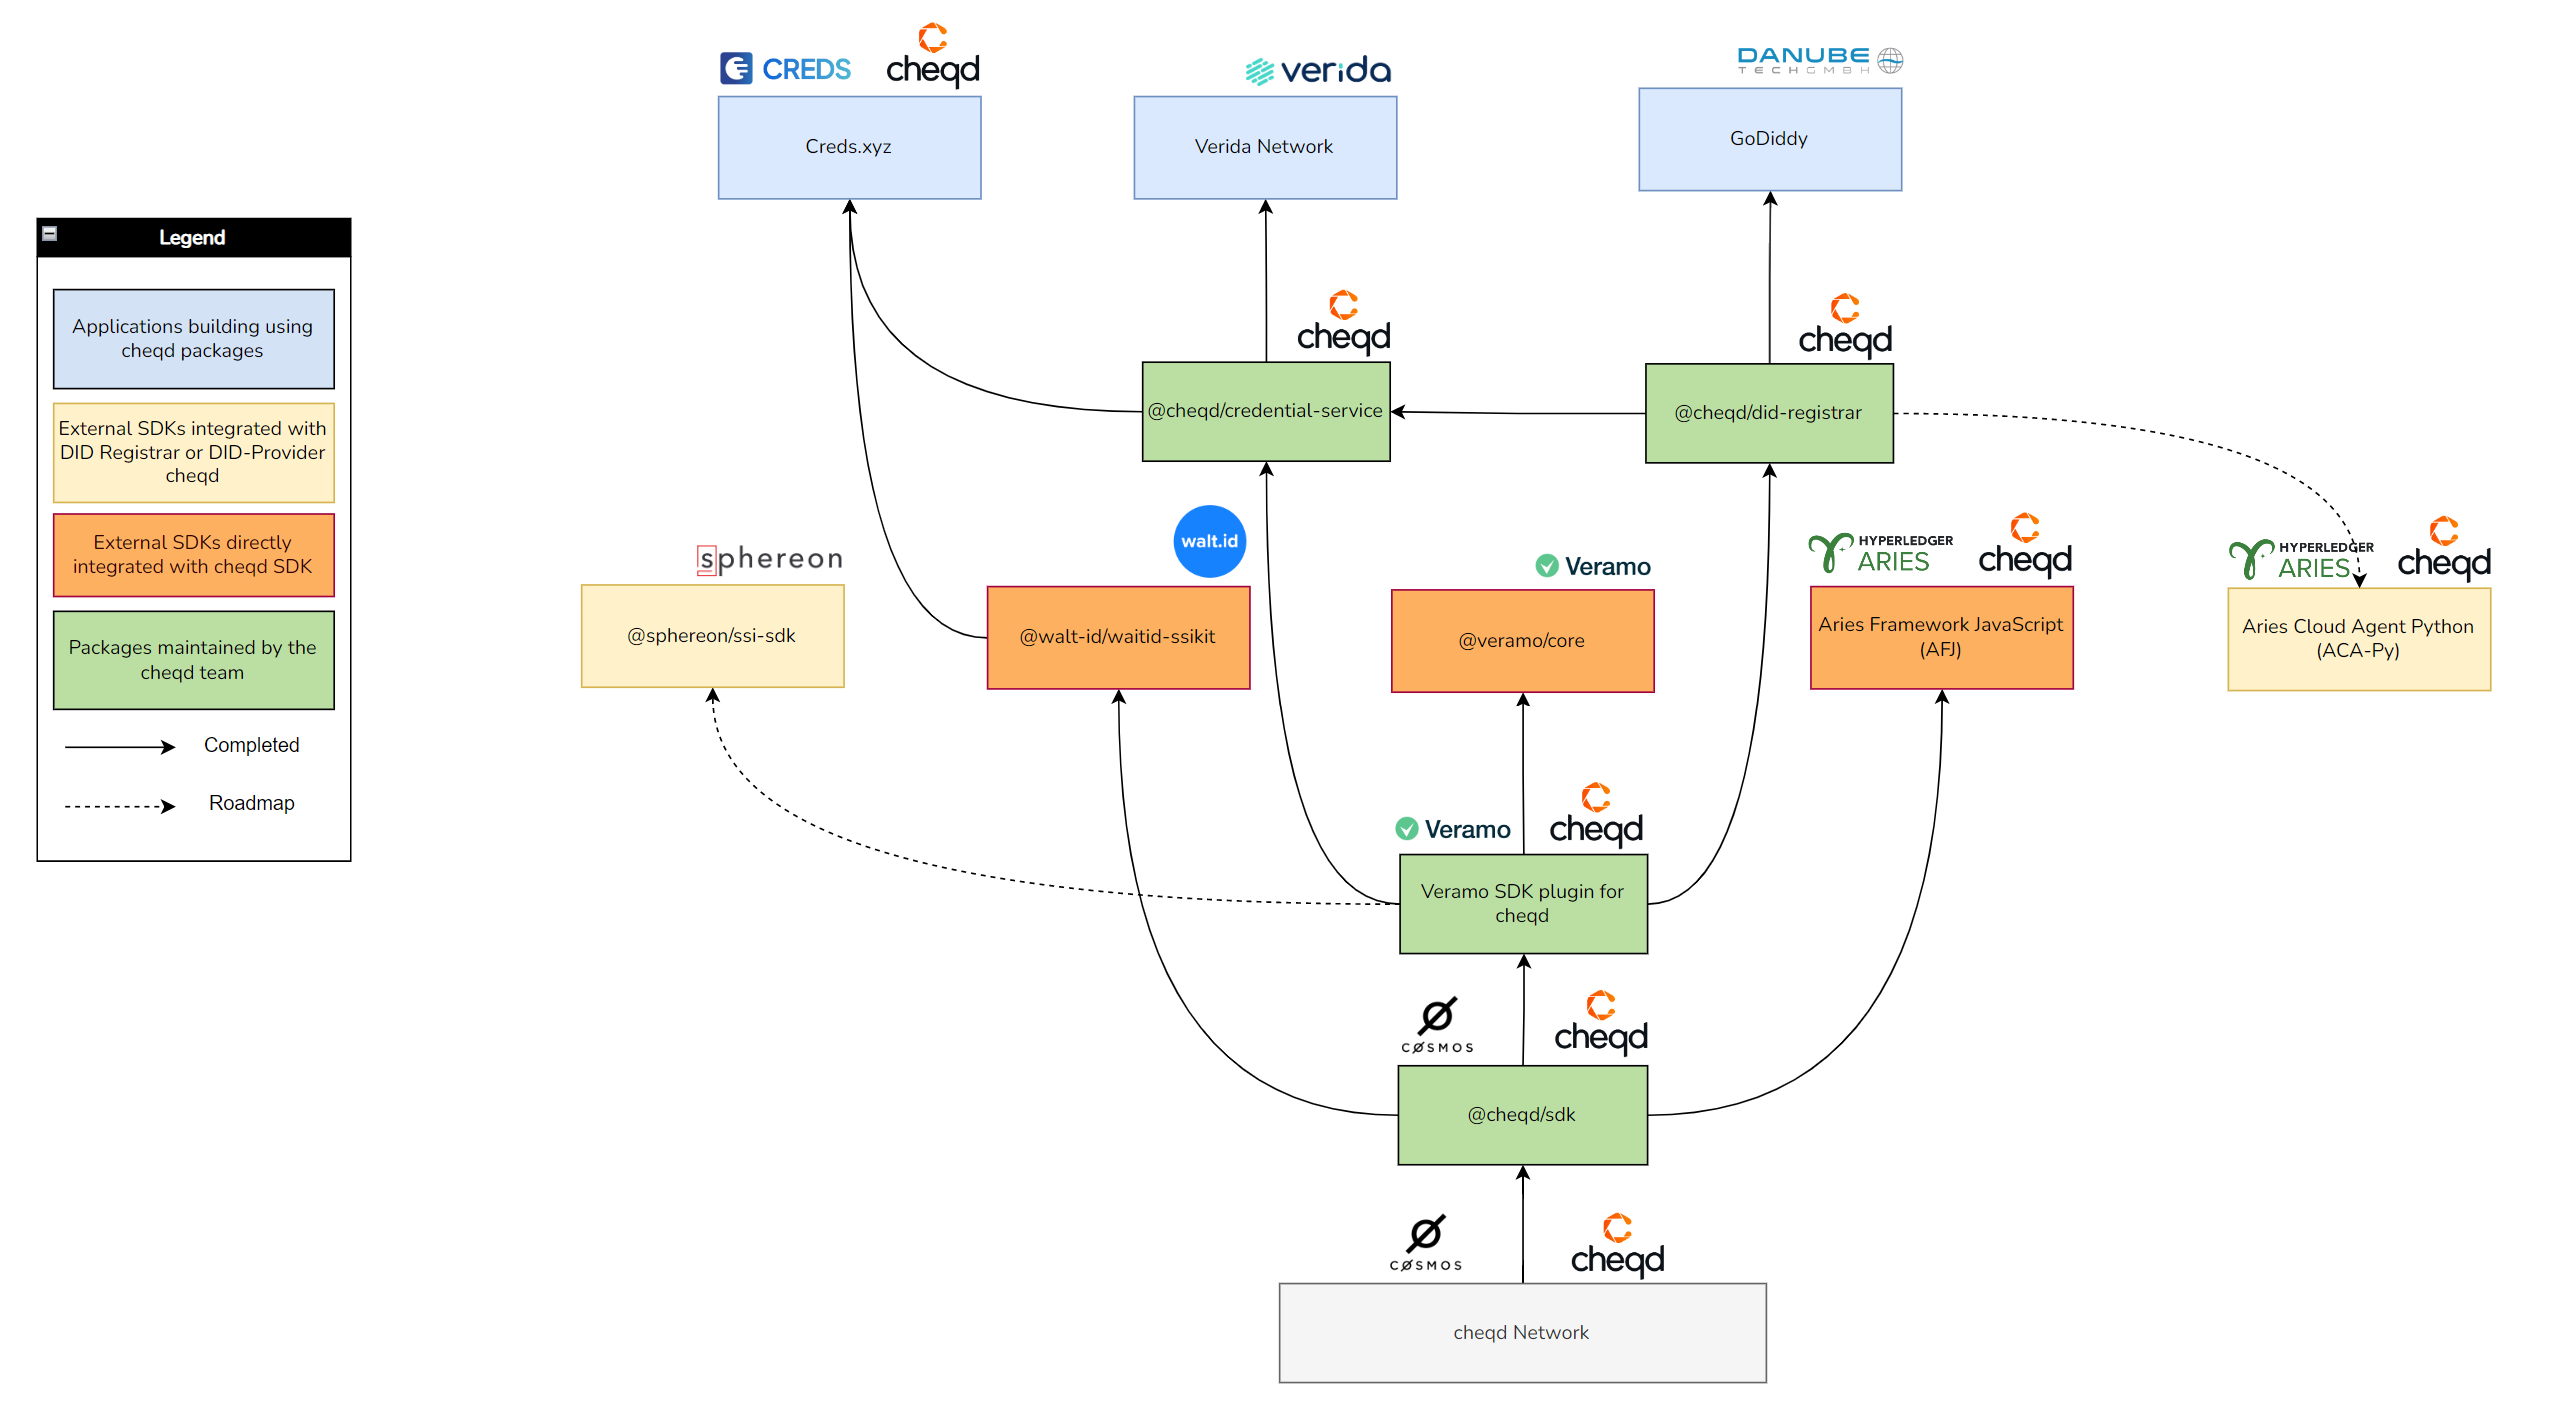 CREDS
cheqd
verida
DANUBE
TECH GMBH
Creds.xyz
Verida Network
GoDiddy
Legend
Applications building using
cheqd packages
External SDKs integrated with
DID Registrar or DID-Provider
cheqd
External SDKs directly
integrated with cheqd SDK
Packages maintained by the
cheqd team
Completed
Roadmap
cheqd
cheqd
@cheqd/credential-service
@cheqd/did-registrar
sphereon
walt.id
Veramo
HYPERLEDGER
ARIES
cheqd
HYPERLEDGER
ARIES
cheqd
@sphereon/ssi-sdk
@walt-id/waitid-ssikit
@veramo/core
Aries Framework JavaScript
(AFJ)
Aries Cloud Agent Python
(ACA-Py)
Veramo
cheqd
Veramo SDK plugin for
cheqd
CØSMOS
cheqd
@cheqd/sdk
CØSMOS
cheqd
cheqd Network